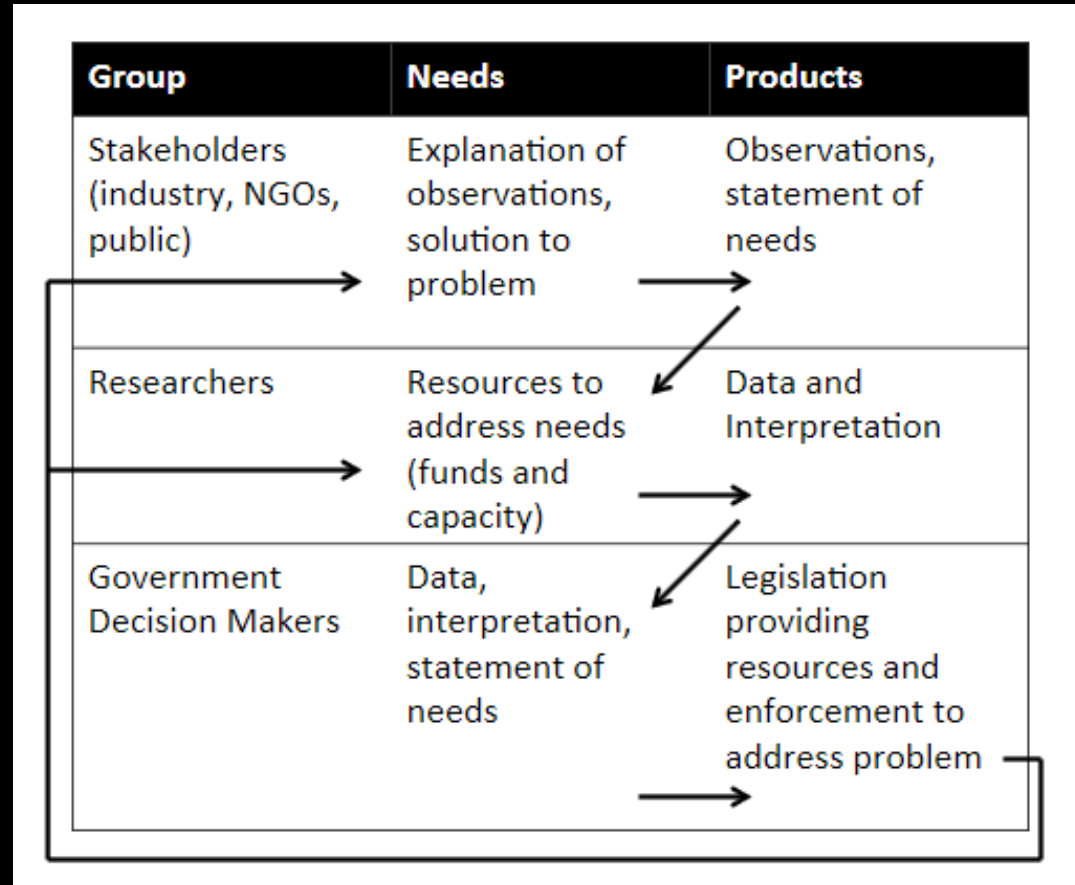 Group Needs Products
Stakeholders
(industry, NGOs,
public)
Explanation of
observations,
solution to
problem
Observations,
statement of
needs
Researchers
Resources to
address needs
(funds and
capacity)
Data and
Interpretation
Government
Decision Makers
Data,
interpretation,
statement of
needs
Legislation
providing
resources and
enforcement to
address problem